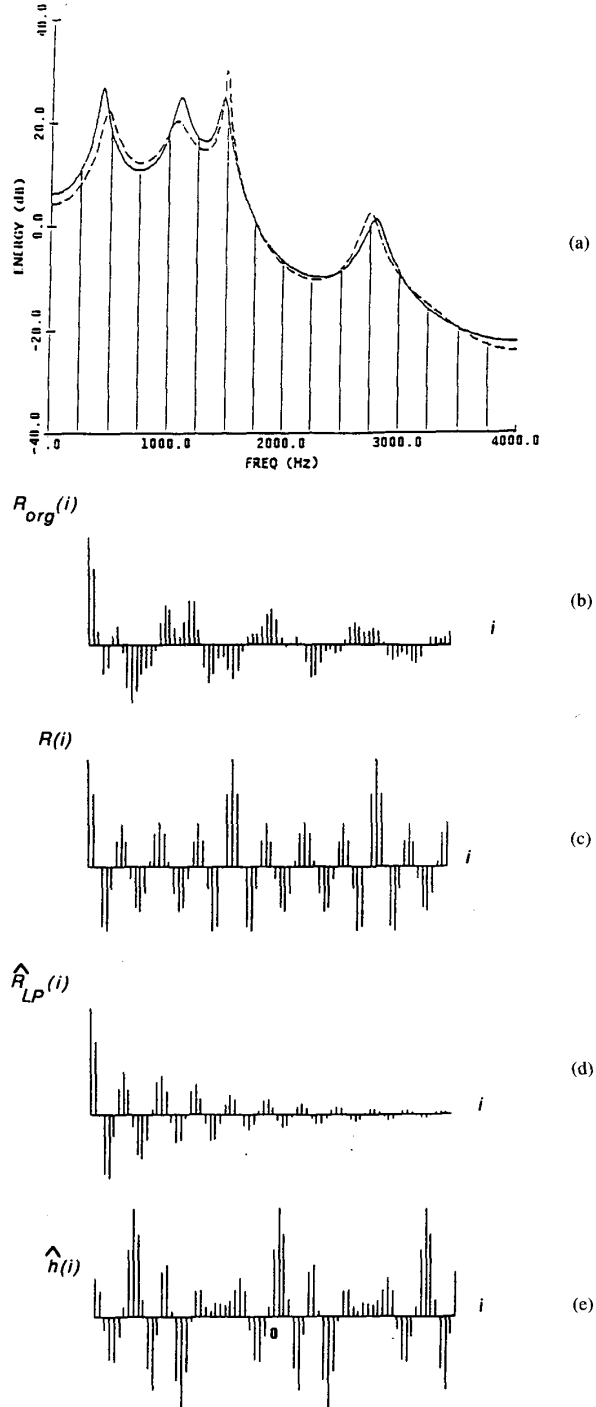 40.0
20.0
0.0
-20.0
-40.0
ENERGY (dB)
.0
1000.0
2000.0
3000.0
4000.0
FREQ (Hz)
(a)
R_org(i)
i
(b)
R(i)
i
(c)
R̂_LP(i)
i
(d)
ĥ(i)
i
0
(e)